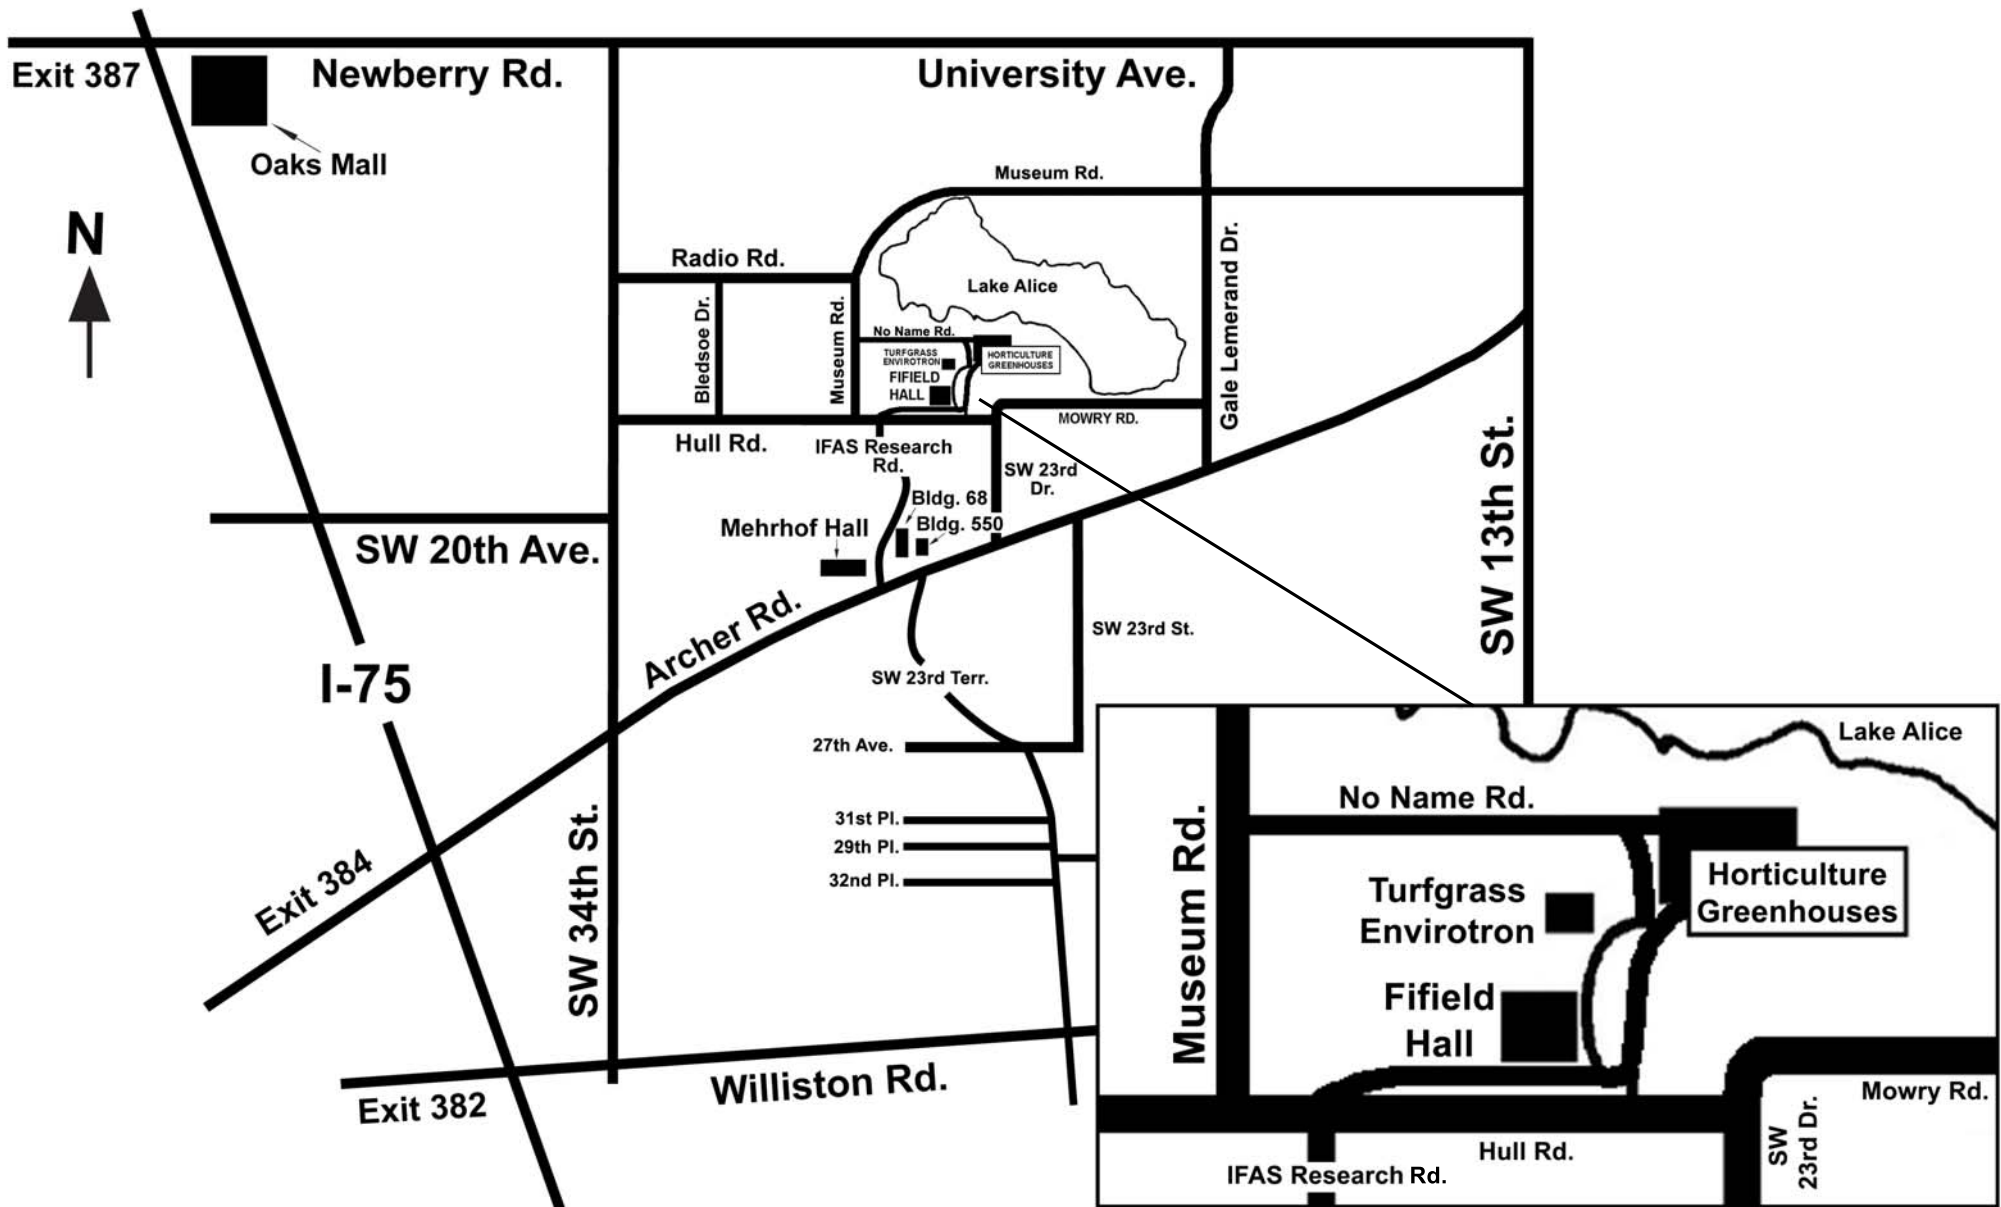 Exit 387
Newberry Rd.
University Ave.
Oaks Mall
N
Museum Rd.
Radio Rd.
Bledsoe Dr.
Museum Rd.
Lake Alice
Gale Lemerand Dr.
No Name Rd.
TURFGRASS
ENVIROTRON
HORTICULTURE
GREENHOUSES
FIFIELD
HALL
MOWRY RD.
Hull Rd.
IFAS Research
Rd.
SW 23rd
Dr.
SW 13th St.
Bldg. 68
Bldg. 550
Mehrhof Hall
SW 20th Ave.
Archer Rd.
SW 23rd St.
I-75
SW 23rd Terr.
27th Ave.
31st Pl.
29th Pl.
32nd Pl.
Exit 384
SW 34th St.
Williston Rd.
Exit 382
Lake Alice
No Name Rd.
Museum Rd.
Horticulture
Greenhouses
Turfgrass
Envirotron
Fifield
Hall
Mowry Rd.
Hull Rd.
SW
23rd Dr.
IFAS Research Rd.